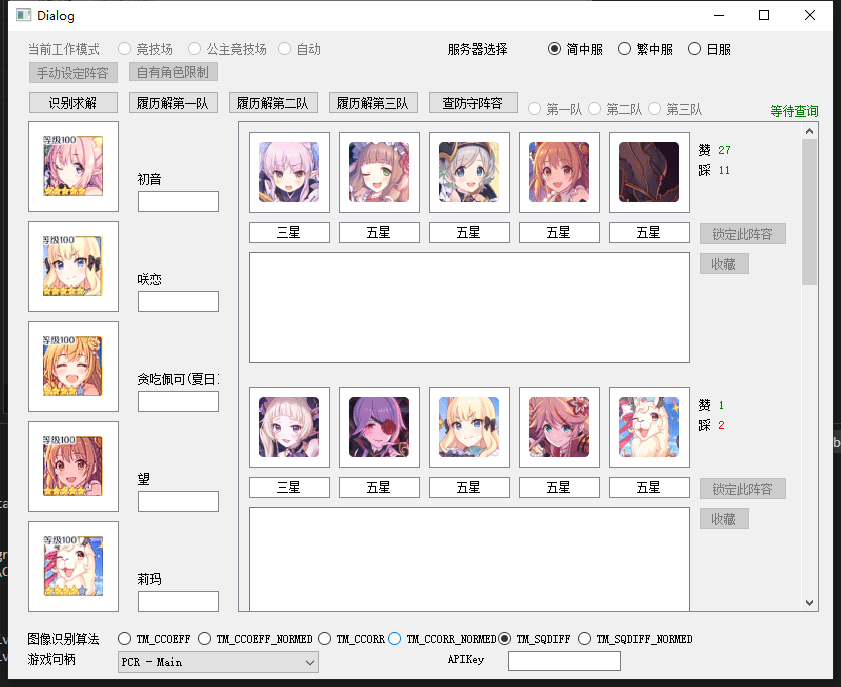 Dialog
当前工作模式 竞技场 公主竞技场 自动 服务器选择 简中服 繁中服 日服
手动设定阵容 自有角色限制
识别求解 履历解第一队 履历解第二队 履历解第三队 查防守阵容 第一队 第二队 第三队 等待查询
等级100
初音
赞 27
踩 11
三星 五星 五星 五星 五星 锁定此阵容
收藏
等级100
咲恋
等级100
贪吃佩可(夏日
赞 1
踩 2
等级100
望
三星 五星 五星 五星 五星 锁定此阵容
收藏
等级100
莉玛
图像识别算法 TM_CCOEFF TM_CCOEFF_NORMED TM_CCORR TM_CCORR_NORMED TM_SQDIFF TM_SQDIFF_NORMED
游戏句柄 PCR - Main APIKey